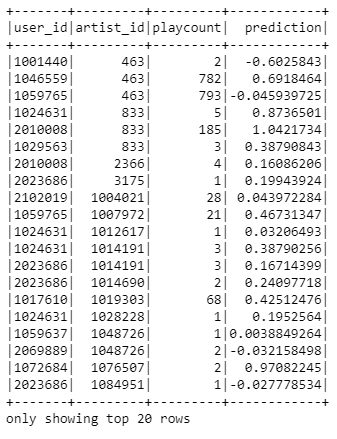 +-------+---------+---------+------------+
|user_id|artist_id|playcount|  prediction|
+-------+---------+---------+------------+
|1001440|      463|        2|  -0.6025843|
|1046559|      463|      782|   0.6918464|
|1059765|      463|      793|-0.045939725|
|1024631|      833|        5|   0.8736501|
|2010008|      833|      185|   1.0421734|
|1029563|      833|        3|  0.38790843|
|2010008|     2366|        4|  0.16086206|
|2023686|     3175|        1|  0.19943924|
|2102019|  1004021|       28| 0.043972284|
|1059765|  1007972|       21|  0.46731347|
|1024631|  1012617|        1|  0.03206493|
|1024631|  1014191|        3|  0.38790256|
|2023686|  1014191|        3|  0.16714399|
|2023686|  1014690|        2|  0.24097718|
|1017610|  1019303|       68|  0.42512476|
|1024631|  1028228|        1|   0.1952564|
|1059637|  1048726|        1|0.0038849264|
|2069889|  1048726|        2|-0.032158498|
|1072684|  1076507|        2|  0.97082245|
|2023686|  1084951|        1|-0.027778534|
+-------+---------+---------+------------+
only showing top 20 rows